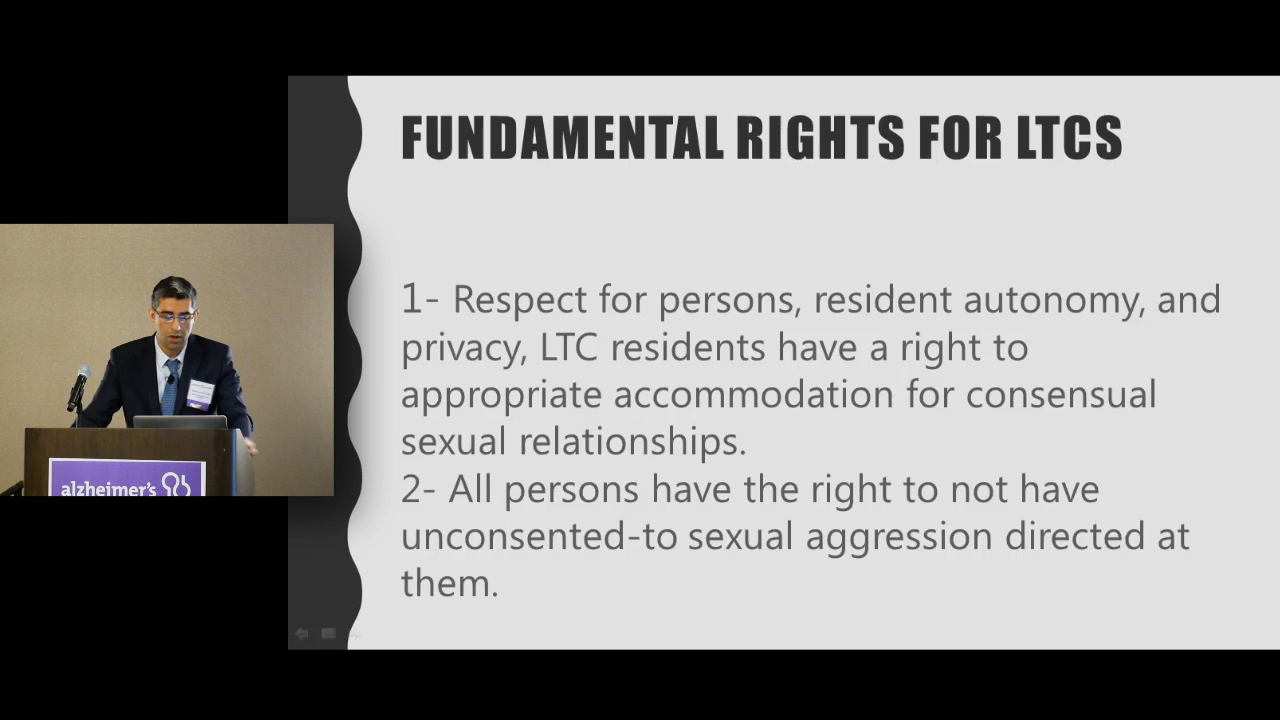 FUNDAMENTAL RIGHTS FOR LTCS
1- Respect for persons, resident autonomy, and
privacy, LTC residents have a right to
appropriate accommodation for consensual
sexual relationships.
2- All persons have the right to not have
unconsented-to sexual aggression directed at
them.
alzheimer's